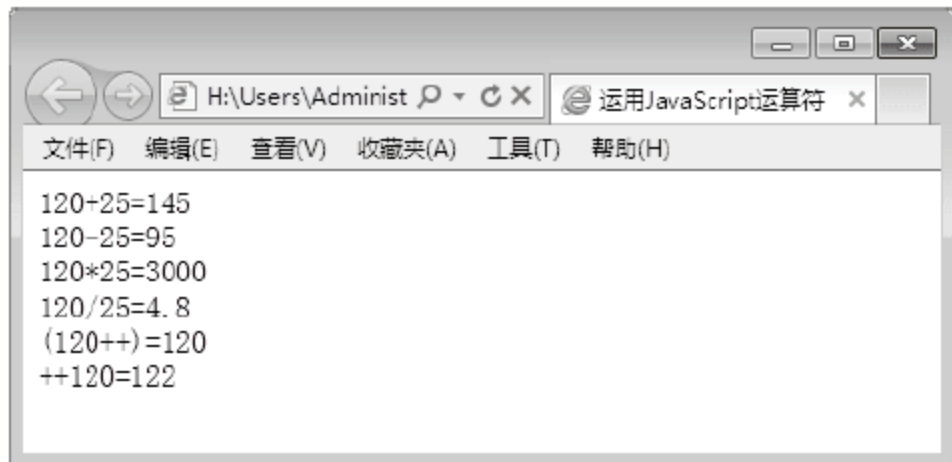 H:\Users\Administ
运用JavaScript运算符
文件(F) 编辑(E) 查看(V) 收藏夹(A) 工具(T) 帮助(H)
120+25=145
120-25=95
120*25=3000
120/25=4.8
(120++)=120
++120=122